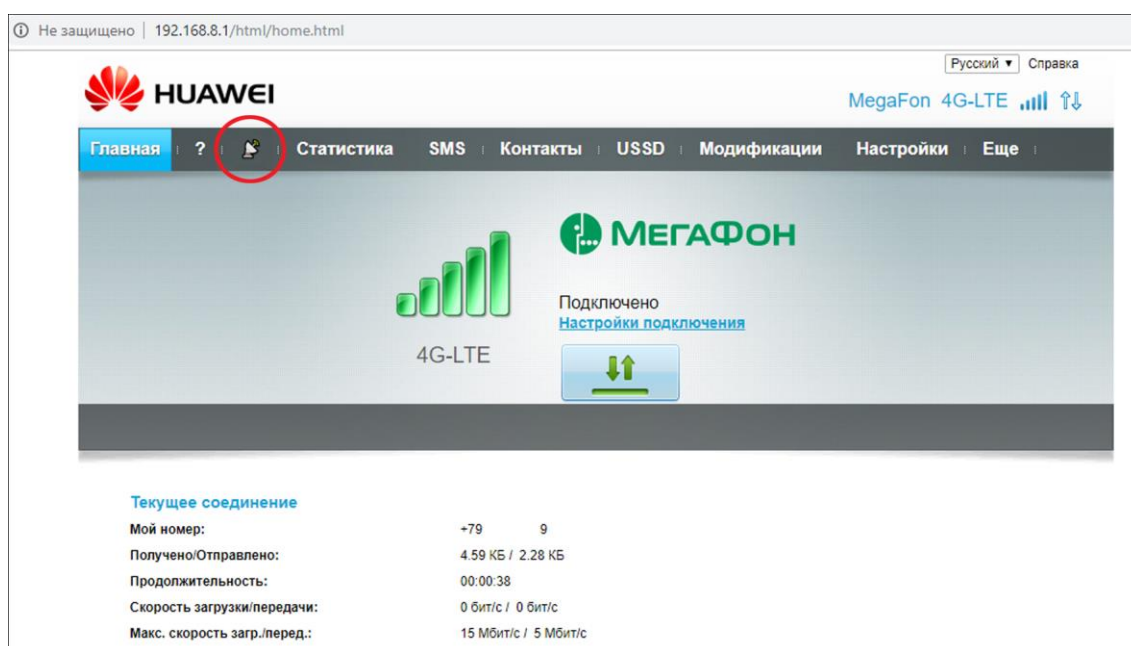 Не защищено | 192.168.8.1/html/home.html
Русский ▼ Справка
HUAWEI
MegaFon 4G-LTE
Главная ? Статистика SMS Контакты USSD Модификации Настройки Еще
МЕГАФОН
Подключено
Настройки подключения
4G-LTE
Текущее соединение
Мой номер: +79 9
Получено/Отправлено: 4.59 КБ / 2.28 КБ
Продолжительность: 00:00:38
Скорость загрузки/передачи: 0 бит/с / 0 бит/с
Макс. скорость загр./перед.: 15 Мбит/с / 5 Мбит/с